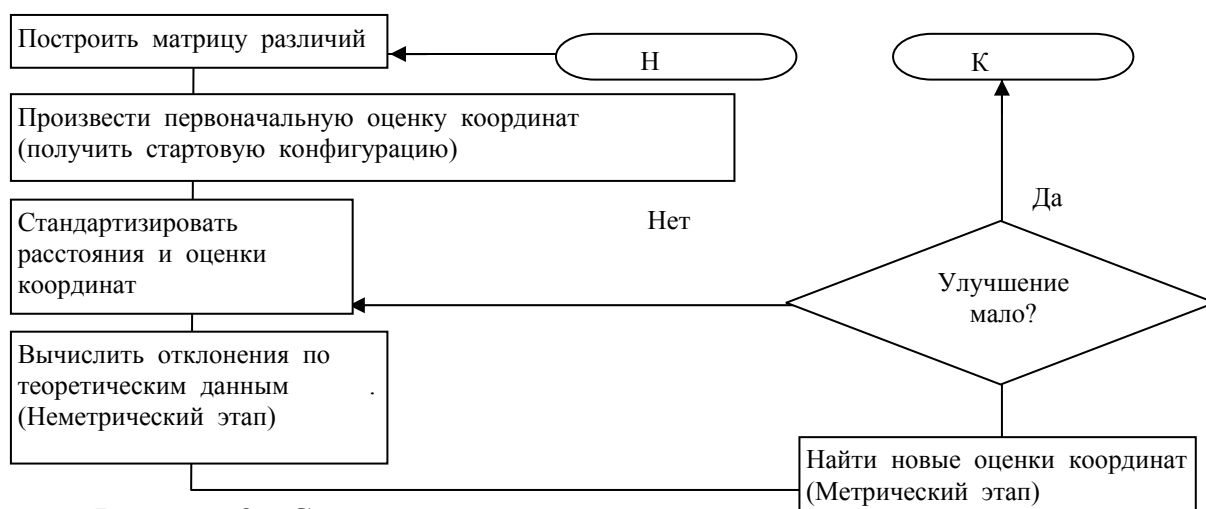 Построить матрицу различий
Н
К
Произвести первоначальную оценку координат
(получить стартовую конфигурацию)
Стандартизировать
расстояния и оценки
координат
Нет
Да
Улучшение
мало?
Вычислить отклонения по
теоретическим данным .
(Неметрический этап)
Найти новые оценки координат
(Метрический этап)